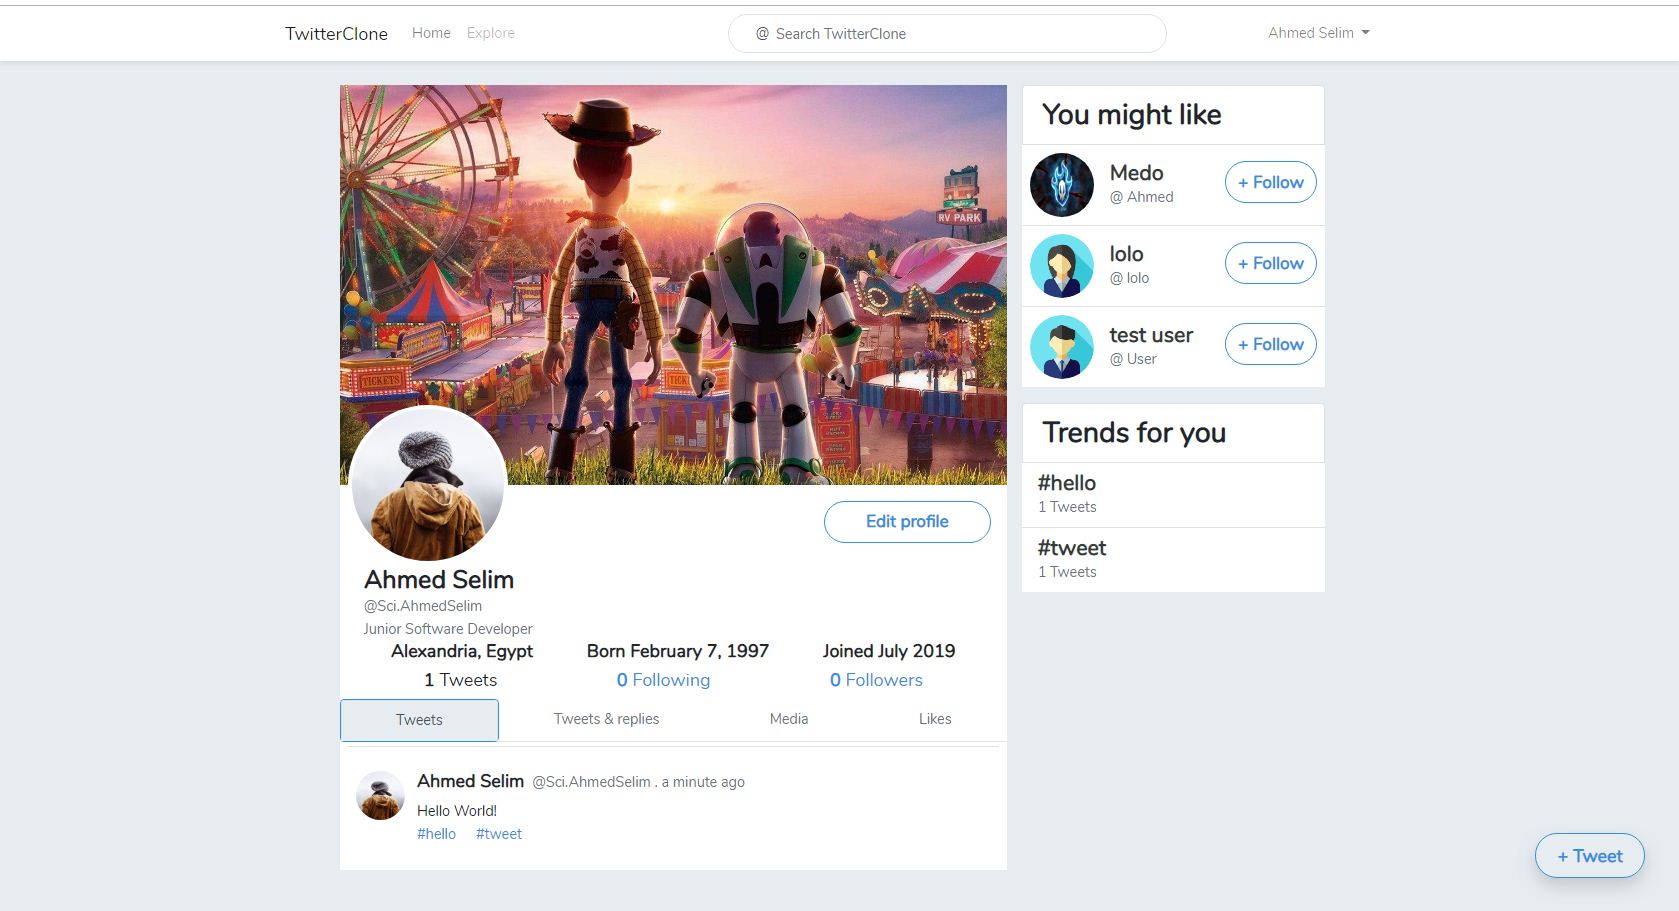 TwitterClone Home Explore @ Search TwitterClone Ahmed Selim
RV PARK
TICKETS
TICKETS
Edit profile
Ahmed Selim
@Sci.AhmedSelim
Junior Software Developer
Alexandria, Egypt Born February 7, 1997 Joined July 2019
1 Tweets 0 Following 0 Followers
Tweets Tweets & replies Media Likes
Ahmed Selim @Sci.AhmedSelim . a minute ago
Hello World!
#hello #tweet
You might like
Medo
@ Ahmed
+ Follow
lolo
@ lolo
+ Follow
test user
@ User
+ Follow
Trends for you
#hello
1 Tweets
#tweet
1 Tweets
+ Tweet